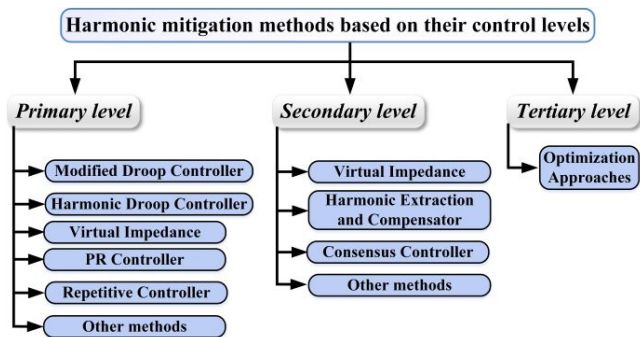 Harmonic mitigation methods based on their control levels
Primary level
Modified Droop Controller
Harmonic Droop Controller
Virtual Impedance
PR Controller
Repetitive Controller
Other methods
Secondary level
Virtual Impedance
Harmonic Extraction
and Compensator
Consensus Controller
Other methods
Tertiary level
Optimization
Approaches